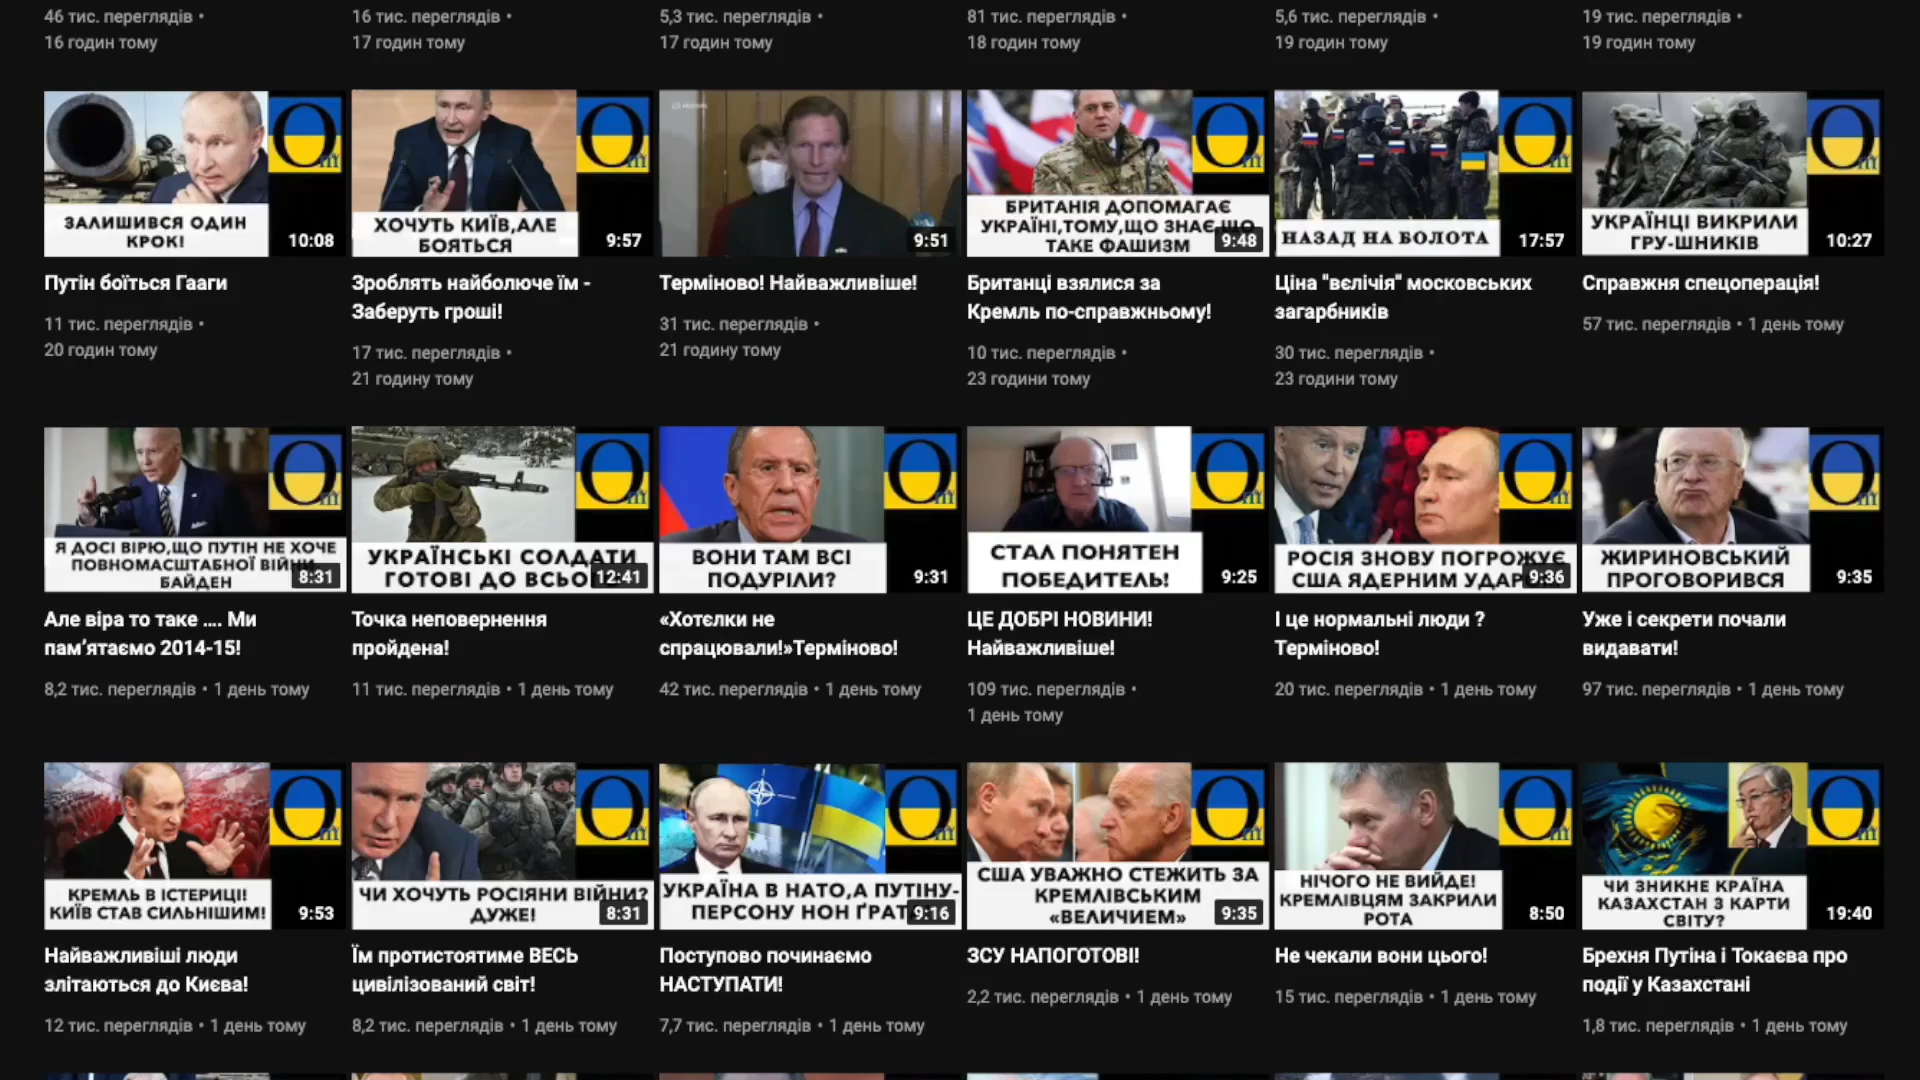 46 тис. переглядів •
16 годин тому
16 тис. переглядів •
17 годин тому
5,3 тис. переглядів •
17 годин тому
81 тис. переглядів •
18 годин тому
5,6 тис. переглядів •
19 годин тому
19 тис. переглядів •
19 годин тому
ЗАЛИШИВСЯ ОДИН
КРОК!
10:08
Путін боїться Гааги
11 тис. переглядів •
20 годин тому
ХОЧУТЬ КИЇВ,АЛЕ
БОЯТЬСЯ
9:57
Зроблять найболюче їм -
Заберуть гроші!
17 тис. переглядів •
21 годину тому
9:51
Терміново! Найважливіше!
31 тис. переглядів •
21 годину тому
БРИТАНІЯ ДОПОМАГАЄ
УКРАЇНІ,ТОМУ,ЩО ЗНАЄ,ЩО
ТАКЕ ФАШИЗМ
9:48
Британці взялися за
Кремль по-справжньому!
10 тис. переглядів •
23 години тому
НАЗАД НА БОЛОТА
17:57
Ціна "вєлічія" московських
загарбників
30 тис. переглядів •
23 години тому
УКРАЇНЦІ ВИКРИЛИ
ГРУ-ШНИКІВ
10:27
Справжня спецоперація!
57 тис. переглядів • 1 день тому
Я ДОСІ ВІРЮ,ЩО ПУТІН НЕ ХОЧЕ
ПОВНОМАСШТАБНОЇ ВІЙНИ
БАЙДЕН
8:31
Але віра то таке .... Ми
пам‘ятаємо 2014-15!
8,2 тис. переглядів • 1 день тому
УКРАЇНСЬКІ СОЛДАТИ
ГОТОВІ ДО ВСЬО
12:41
Точка неповернення
пройдена!
11 тис. переглядів • 1 день тому
ВОНИ ТАМ ВСІ
ПОДУРІЛИ?
9:31
«Хотєлки не
спрацювали!»Терміново!
42 тис. переглядів • 1 день тому
СТАЛ ПОНЯТЕН
ПОБЕДИТЕЛЬ!
9:25
ЦЕ ДОБРІ НОВИНИ!
Найважливіше!
109 тис. переглядів •
1 день тому
РОСІЯ ЗНОВУ ПОГРОЖУЄ
США ЯДЕРНИМ УДАР
9:36
І це нормальні люди ?
Терміново!
20 тис. переглядів • 1 день тому
ЖИРИНОВСЬКИЙ
ПРОГОВОРИВСЯ
9:35
Уже і секрети почали
видавати!
97 тис. переглядів • 1 день тому
КРЕМЛЬ В ІСТЕРИЦІ!
КИЇВ СТАВ СИЛЬНІШИМ!
9:53
Найважливіші люди
злітаються до Києва!
12 тис. переглядів • 1 день тому
ЧИ ХОЧУТЬ РОСІЯНИ ВІЙНИ?
ДУЖЕ!
8:31
Їм протистоятиме ВЕСЬ
цивілізований світ!
8,2 тис. переглядів • 1 день тому
УКРАЇНА В НАТО,А ПУТІНУ-
ПЕРСОНУ НОН ҐРАТ
9:16
Поступово починаємо
НАСТУПАТИ!
7,7 тис. переглядів • 1 день тому
США УВАЖНО СТЕЖИТЬ ЗА
КРЕМЛІВСЬКИМ
«ВЕЛИЧИЕМ»
9:35
ЗСУ НАПОГОТОВІ!
2,2 тис. переглядів • 1 день тому
НІЧОГО НЕ ВИЙДЕ!
КРЕМЛІВЦЯМ ЗАКРИЛИ
РОТА
8:50
Не чекали вони цього!
15 тис. переглядів • 1 день тому
ЧИ ЗНИКНЕ КРАЇНА
КАЗАХСТАН З КАРТИ
СВІТУ?
19:40
Брехня Путіна і Токаєва про
події у Казахстані
1,8 тис. переглядів • 1 день тому